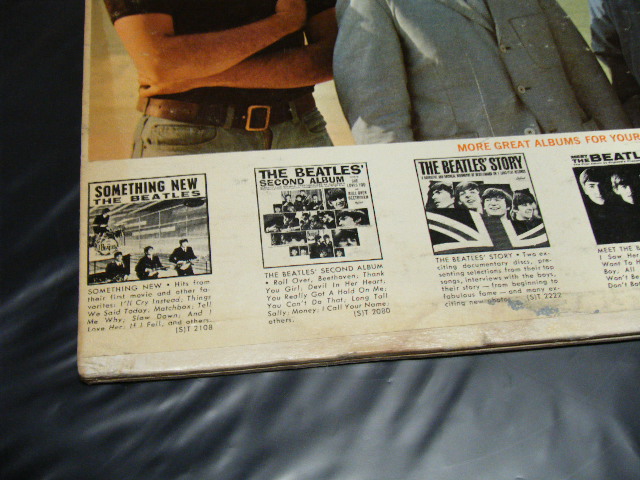 MORE GREAT ALBUMS FOR YOUR
SOMETHING NEW
THE BEATLES
SOMETHING NEW • Hits from
their first movie and other fa-
vorites: I'll Cry Instead; Things
We Said Today; Matchbox; Tell
Me Why; Slow Down; And I
Love Her; If I Fell, and others.
(S)T 2108
THE BEATLES'
SECOND ALBUM
THE BEATLES' SECOND ALBUM
• Roll Over, Beethoven; Thank
You Girl; Devil In Her Heart;
You Really Got A Hold On Me;
You Can't Do That; Long Tall
Sally; Money; I Call Your Name;
others. (S)T 2080
THE BEATLES' STORY
THE BEATLES' STORY • Two ex-
citing documentary discs, pre-
senting selections from their top
songs, interviews with the boys,
their story—from beginning to
fabulous fame—and many ex-
citing new photos. (S)T 2222
MEET THE BEATL
MEET THE B
I Saw Her
Want To H
Boy; All
Won't Be
Don't Bot